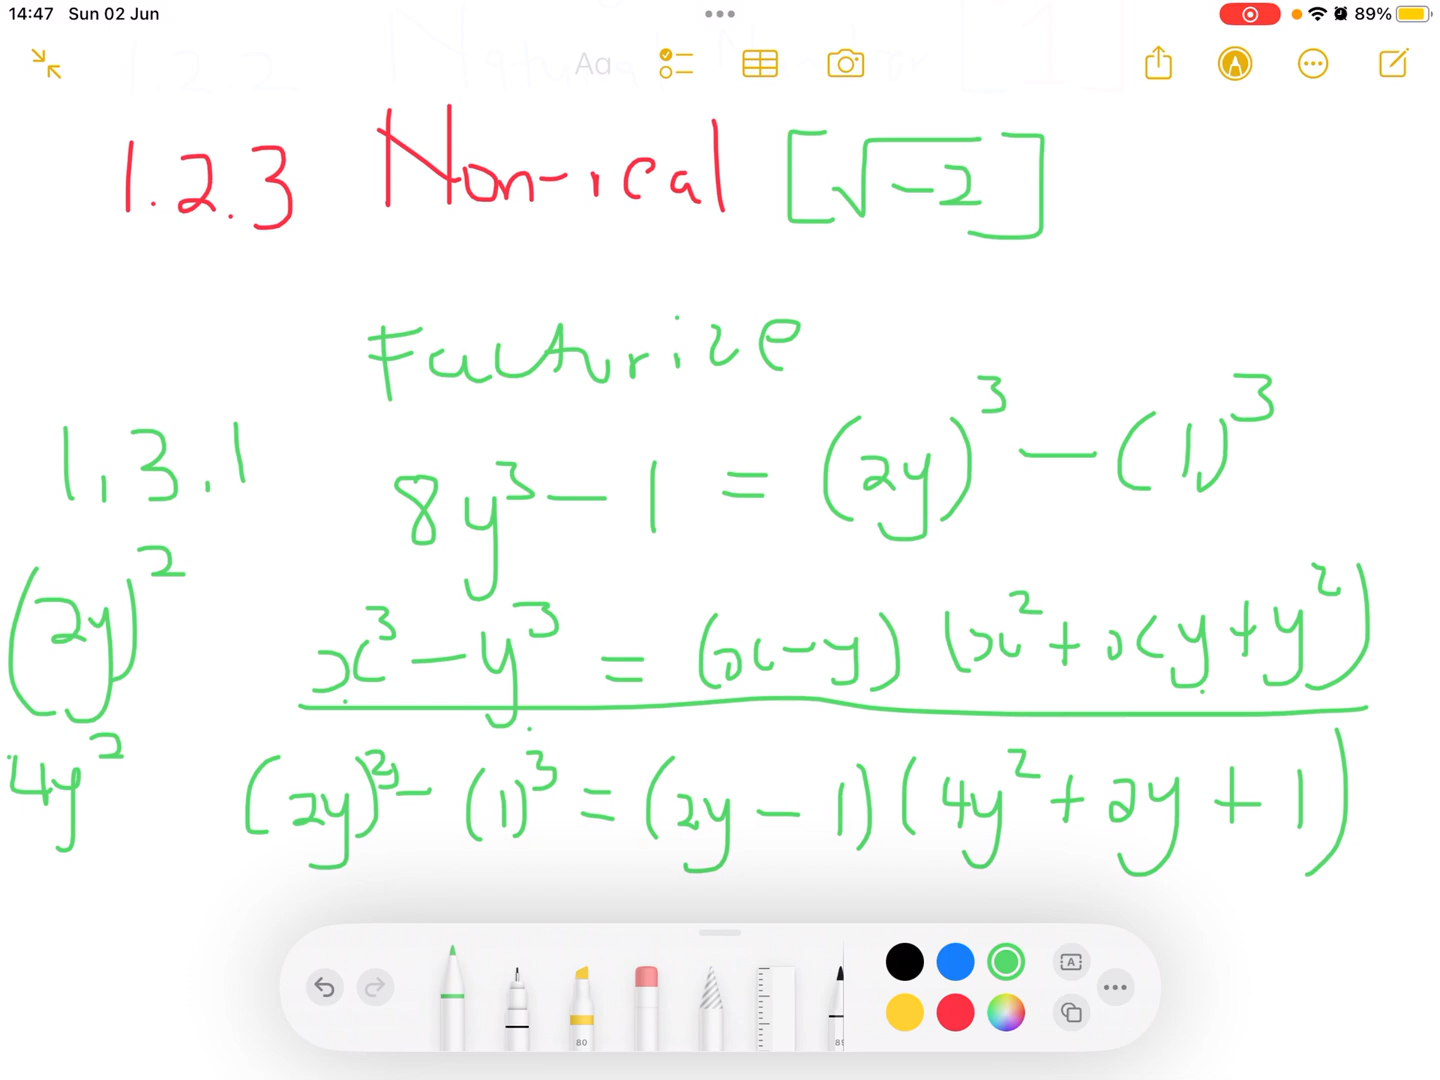 14:47 Sun 02 Jun 89%
Aa
1.2.3 Non-real [√-2]
Factorize
1.3.1 8y³ - 1 = (2y)³ - (1)³
(2y)²
x³ - y³ = (x-y) (x² + xy + y²)
4y²
(2y)³ - (1)³ = (2y - 1)(4y² + 2y + 1)
A
80